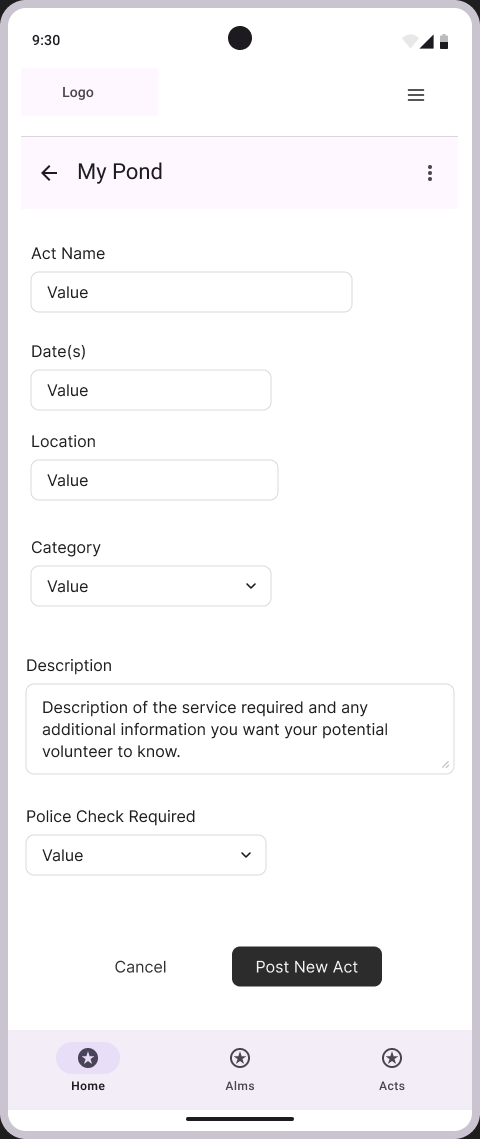 9:30
Logo
My Pond
Act Name
Value
Date(s)
Value
Location
Value
Category
Value
Description
Description of the service required and any
additional information you want your potential
volunteer to know.
Police Check Required
Value
Cancel
Post New Act
Home
Alms
Acts